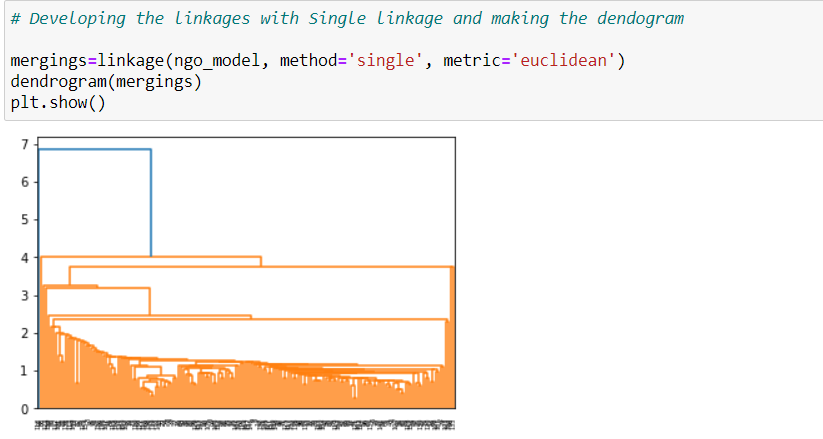 # Developing the linkages with Single linkage and making the dendogram
mergings=linkage(ngo_model, method='single', metric='euclidean')
dendrogram(mergings)
plt.show()
7
6
5
4
3
2
1
0